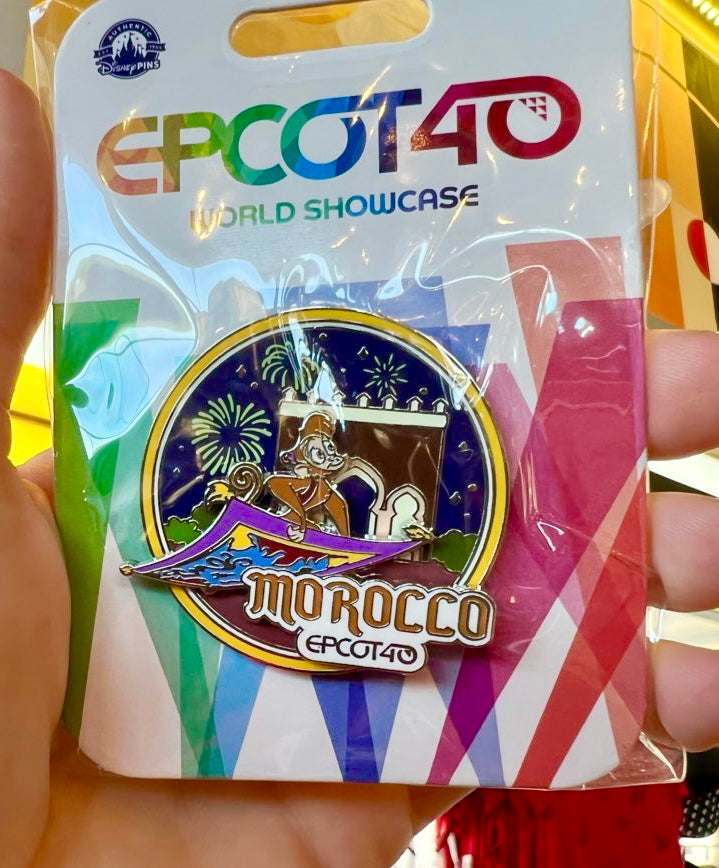 AUTHENTIC
DISNEY PINS
EPCOT40
WORLD SHOWCASE
MOROCCO
EPCOT40